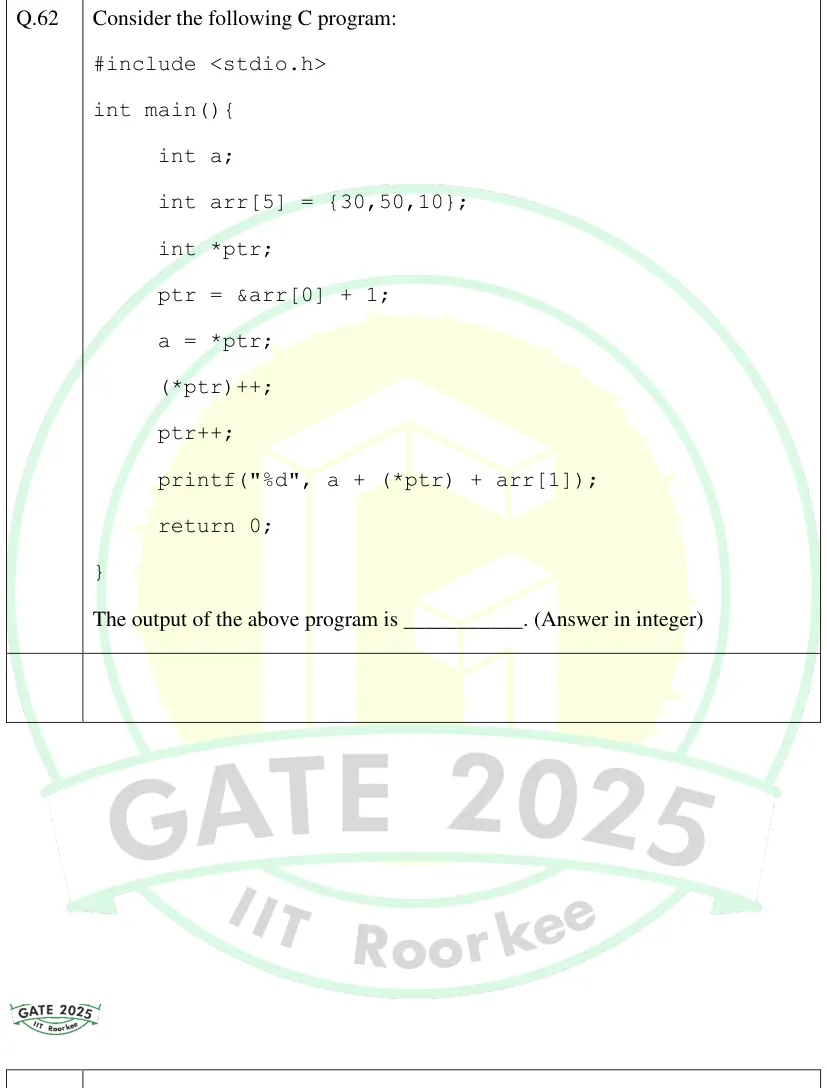 Q.62 Consider the following C program:
#include <stdio.h>
int main(){
int a;
int arr[5] = {30,50,10};
int *ptr;
ptr = &arr[0] + 1;
a = *ptr;
(*ptr)++;
ptr++;
printf("%d", a + (*ptr) + arr[1]);
return 0;
}
The output of the above program is ___________. (Answer in integer)
GATE 2025
IIT Roorkee
GATE 2025
IIT Roorkee